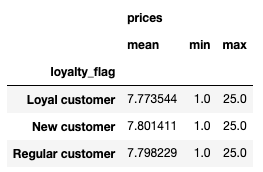 prices
mean min max
loyalty_flag
Loyal customer 7.773544 1.0 25.0
New customer 7.801411 1.0 25.0
Regular customer 7.798229 1.0 25.0